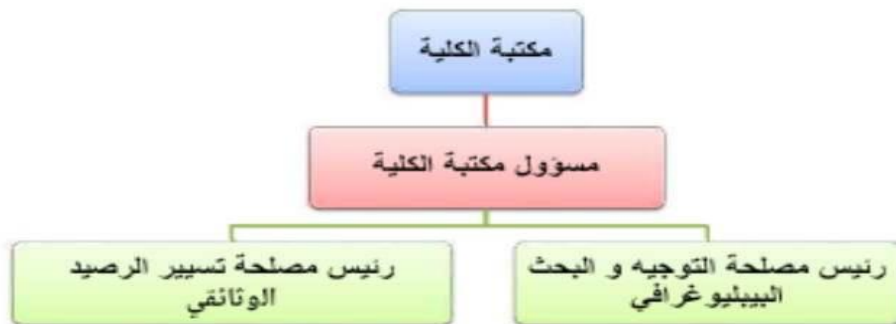 مكتبة الكلية
مسؤول مكتبة الكلية
رئيس مصلحة التوجيه و البحث
البيبليوغرافي
رئيس مصلحة تسيير الرصيد
الوثائقي